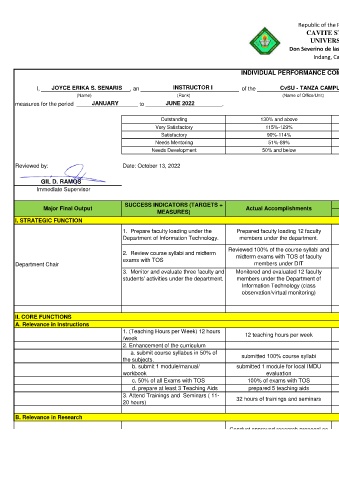 Republic of the
CAVITE S
UNIVERS
Don Severino de las
Indang, Ca
INDIVIDUAL PERFORMANCE COM
I, JOYCE ERIKA S. SENARIS, an INSTRUCTOR I of the CvSU - TANZA CAMPU
(Name) (Rank) (Name of Office/Unit)
measures for the period JANUARY to JUNE 2022.
Outstanding 130% and above
Very Satisfactory 115%-129%
Satisfactory 90%-114%
Needs Mentoring 51%-89%
Needs Development 50% and below
Reviewed by: Date: October 13, 2022
GIL D. RAMOS
Immediate Supervisor
Major Final Output SUCCESS INDICATORS (TARGETS + MEASURES) Actual Accomplishments
I. STRATEGIC FUNCTION
Department Chair
1. Prepare faculty loading under the Department of Information Technology. Prepared faculty loading 12 faculty members under the department.
2. Review course syllabi and midterm exams with TOS Reviewed 100% of the course syllabi and midterm exams with TOS of faculty members under DIT
3. Monitor and evaluate three faculty and students' activities under the department. Monitored and evaluated 12 faculty members under the Department of Information Technology (class observation/virtual monitoring)
II. CORE FUNCTIONS
A. Relevance in Instructions
1. (Teaching Hours per Week) 12 hours /week 12 teaching hours per week
2. Enhancement of the curriculum
a. submit course syllabus in 50% of the subjects. submitted 100% course syllabi
b. submit 1 module/manual/ workbook submitted 1 module for local IMDU evaluation
c. 50% of all Exams with TOS 100% of exams with TOS
d. prepare at least 3 Teaching Aids prepared 5 teaching aids
3. Attend Trainings and Seminars ( 11-20 hours) 32 hours of trainings and seminars
B. Relevance in Research